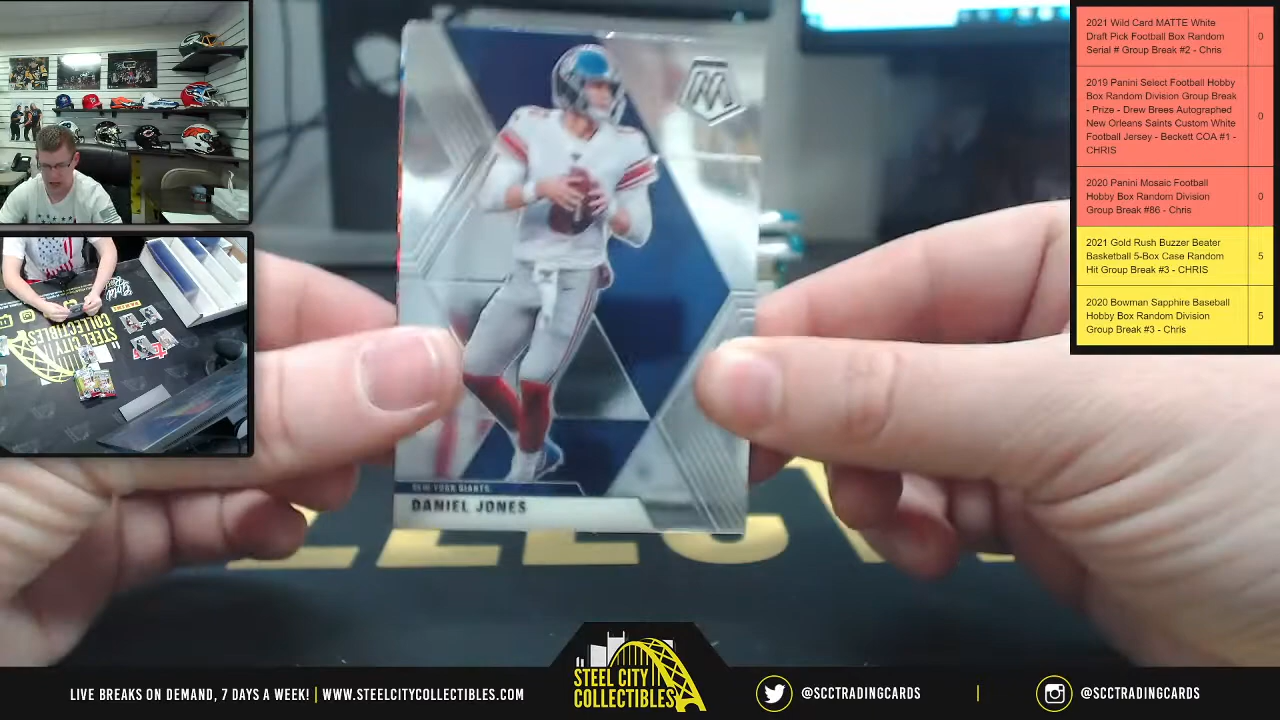 2021 Wild Card MATTE White
Draft Pick Football Box Random
Serial # Group Break #2 - Chris
0
2019 Panini Select Football Hobby
Box Random Division Group Break
- Prize - Drew Brees Autographed
New Orleans Saints Custom White
Football Jersey - Beckett COA #1 -
CHRIS
0
2020 Panini Mosaic Football
Hobby Box Random Division
Group Break #86 - Chris
0
2021 Gold Rush Buzzer Beater
Basketball 5-Box Case Random
Hit Group Break #3 - CHRIS
5
2020 Bowman Sapphire Baseball
Hobby Box Random Division
Group Break #3 - Chris
5
M
NEW YORK GIANTS
DANIEL JONES
STEEL CITY
COLLECTIBLES
STEEL CITY
COLLECTIBLES
LIVE BREAKS ON DEMAND, 7 DAYS A WEEK! | WWW.STEELCITYCOLLECTIBLES.COM
@SCCTRADINGCARDS
|
@SCCTRADINGCARDS